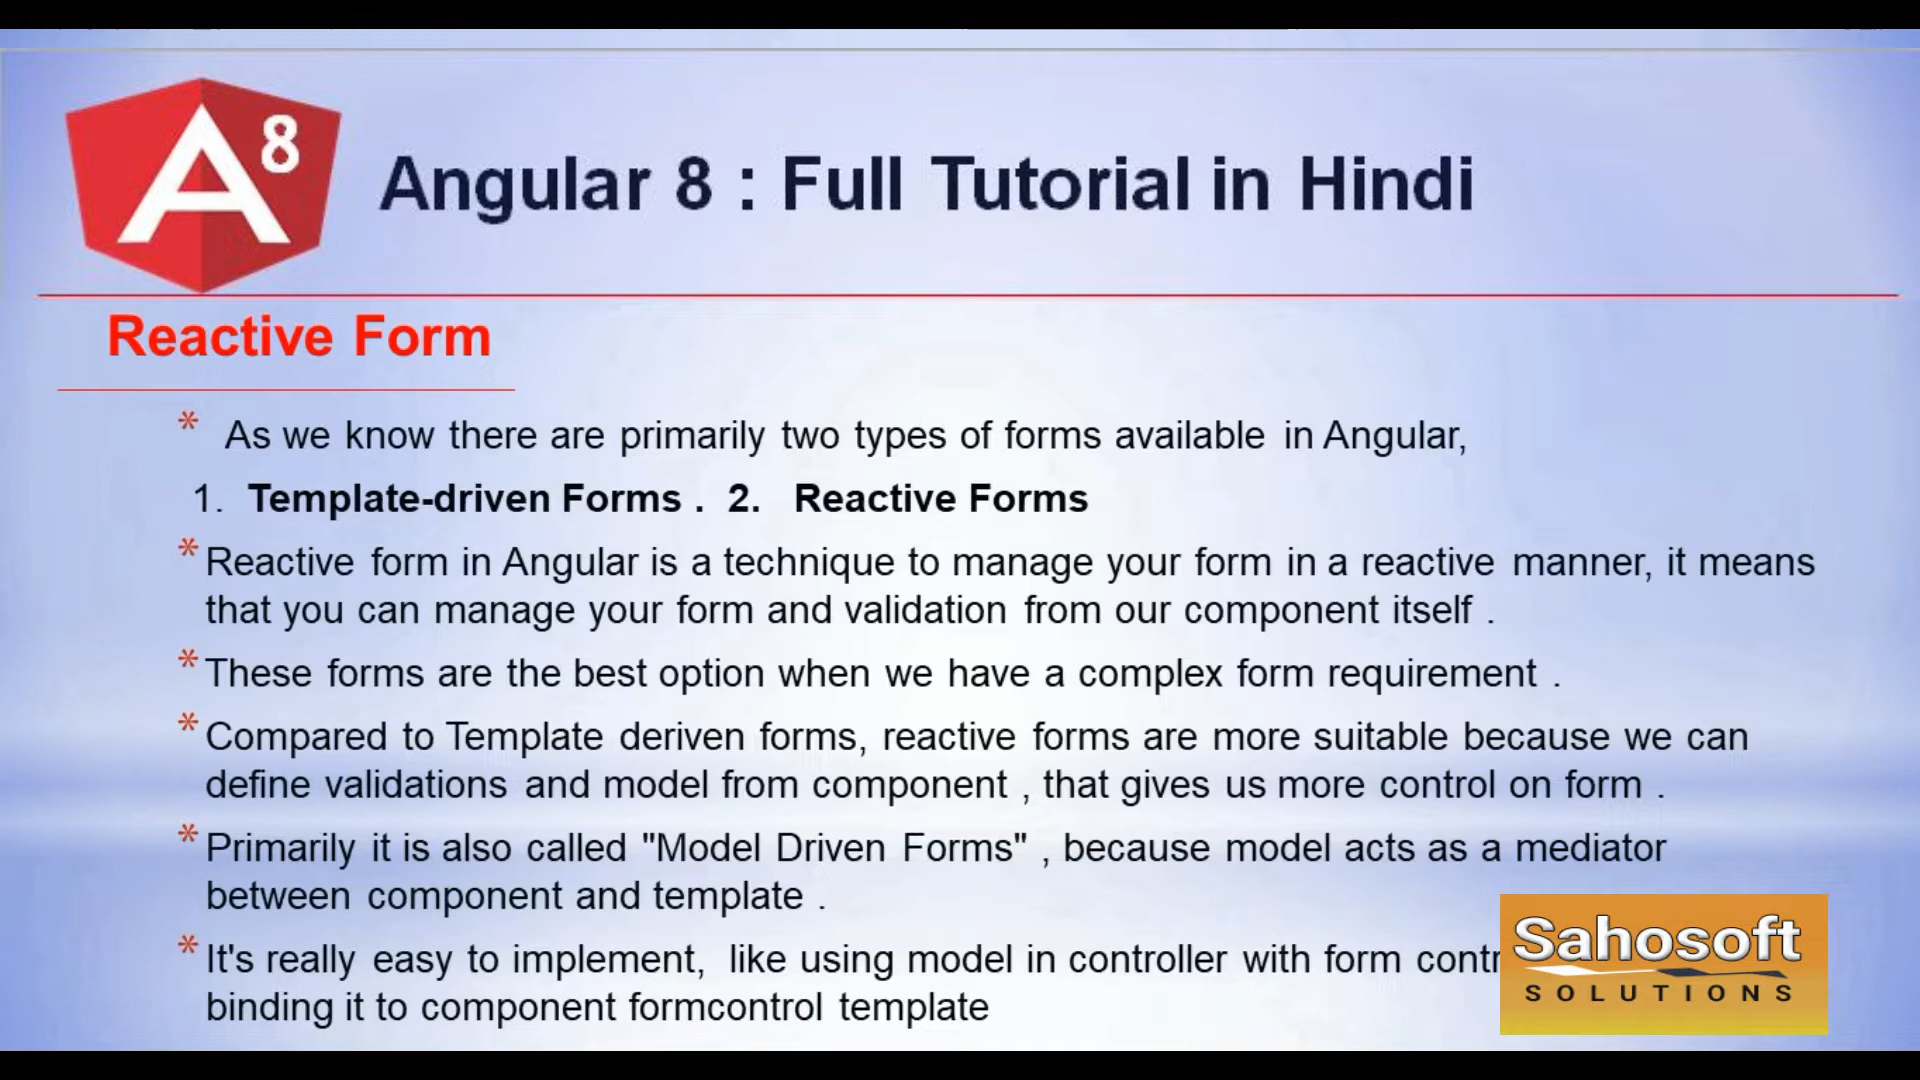 A8
Angular 8 : Full Tutorial in Hindi
Reactive Form
* As we know there are primarily two types of forms available in Angular,
1. Template-driven Forms . 2. Reactive Forms
* Reactive form in Angular is a technique to manage your form in a reactive manner, it means
that you can manage your form and validation from our component itself .
* These forms are the best option when we have a complex form requirement .
* Compared to Template deriven forms, reactive forms are more suitable because we can
define validations and model from component , that gives us more control on form .
* Primarily it is also called "Model Driven Forms" , because model acts as a mediator
between component and template .
* It's really easy to implement, like using model in controller with form contr
binding it to component formcontrol template
Sahosoft
SOLUTIONS